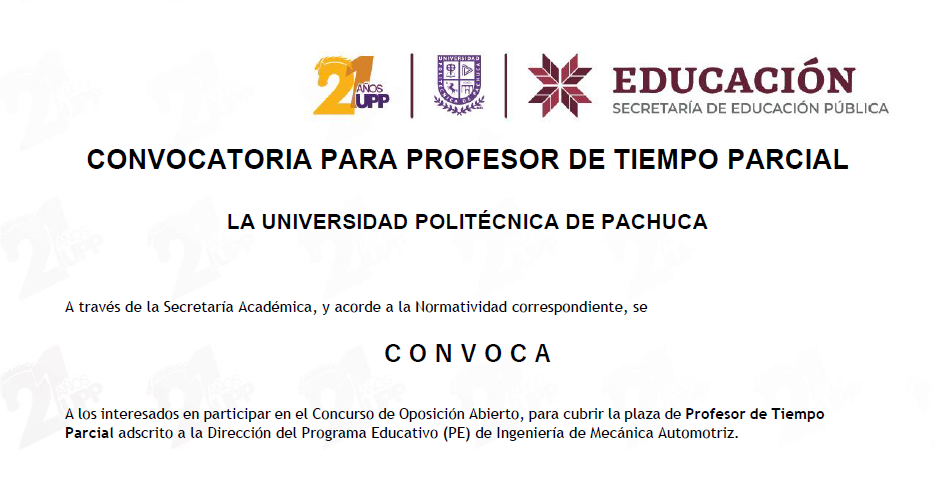 21 AÑOS UPP
UNIVERSIDAD POLITÉCNICA DE PACHUCA
EDUCACIÓN
SECRETARÍA DE EDUCACIÓN PÚBLICA
CONVOCATORIA PARA PROFESOR DE TIEMPO PARCIAL
LA UNIVERSIDAD POLITÉCNICA DE PACHUCA
A través de la Secretaría Académica, y acorde a la Normatividad correspondiente, se
C O N V O C A
A los interesados en participar en el Concurso de Oposición Abierto, para cubrir la plaza de Profesor de Tiempo
Parcial adscrito a la Dirección del Programa Educativo (PE) de Ingeniería de Mecánica Automotriz.